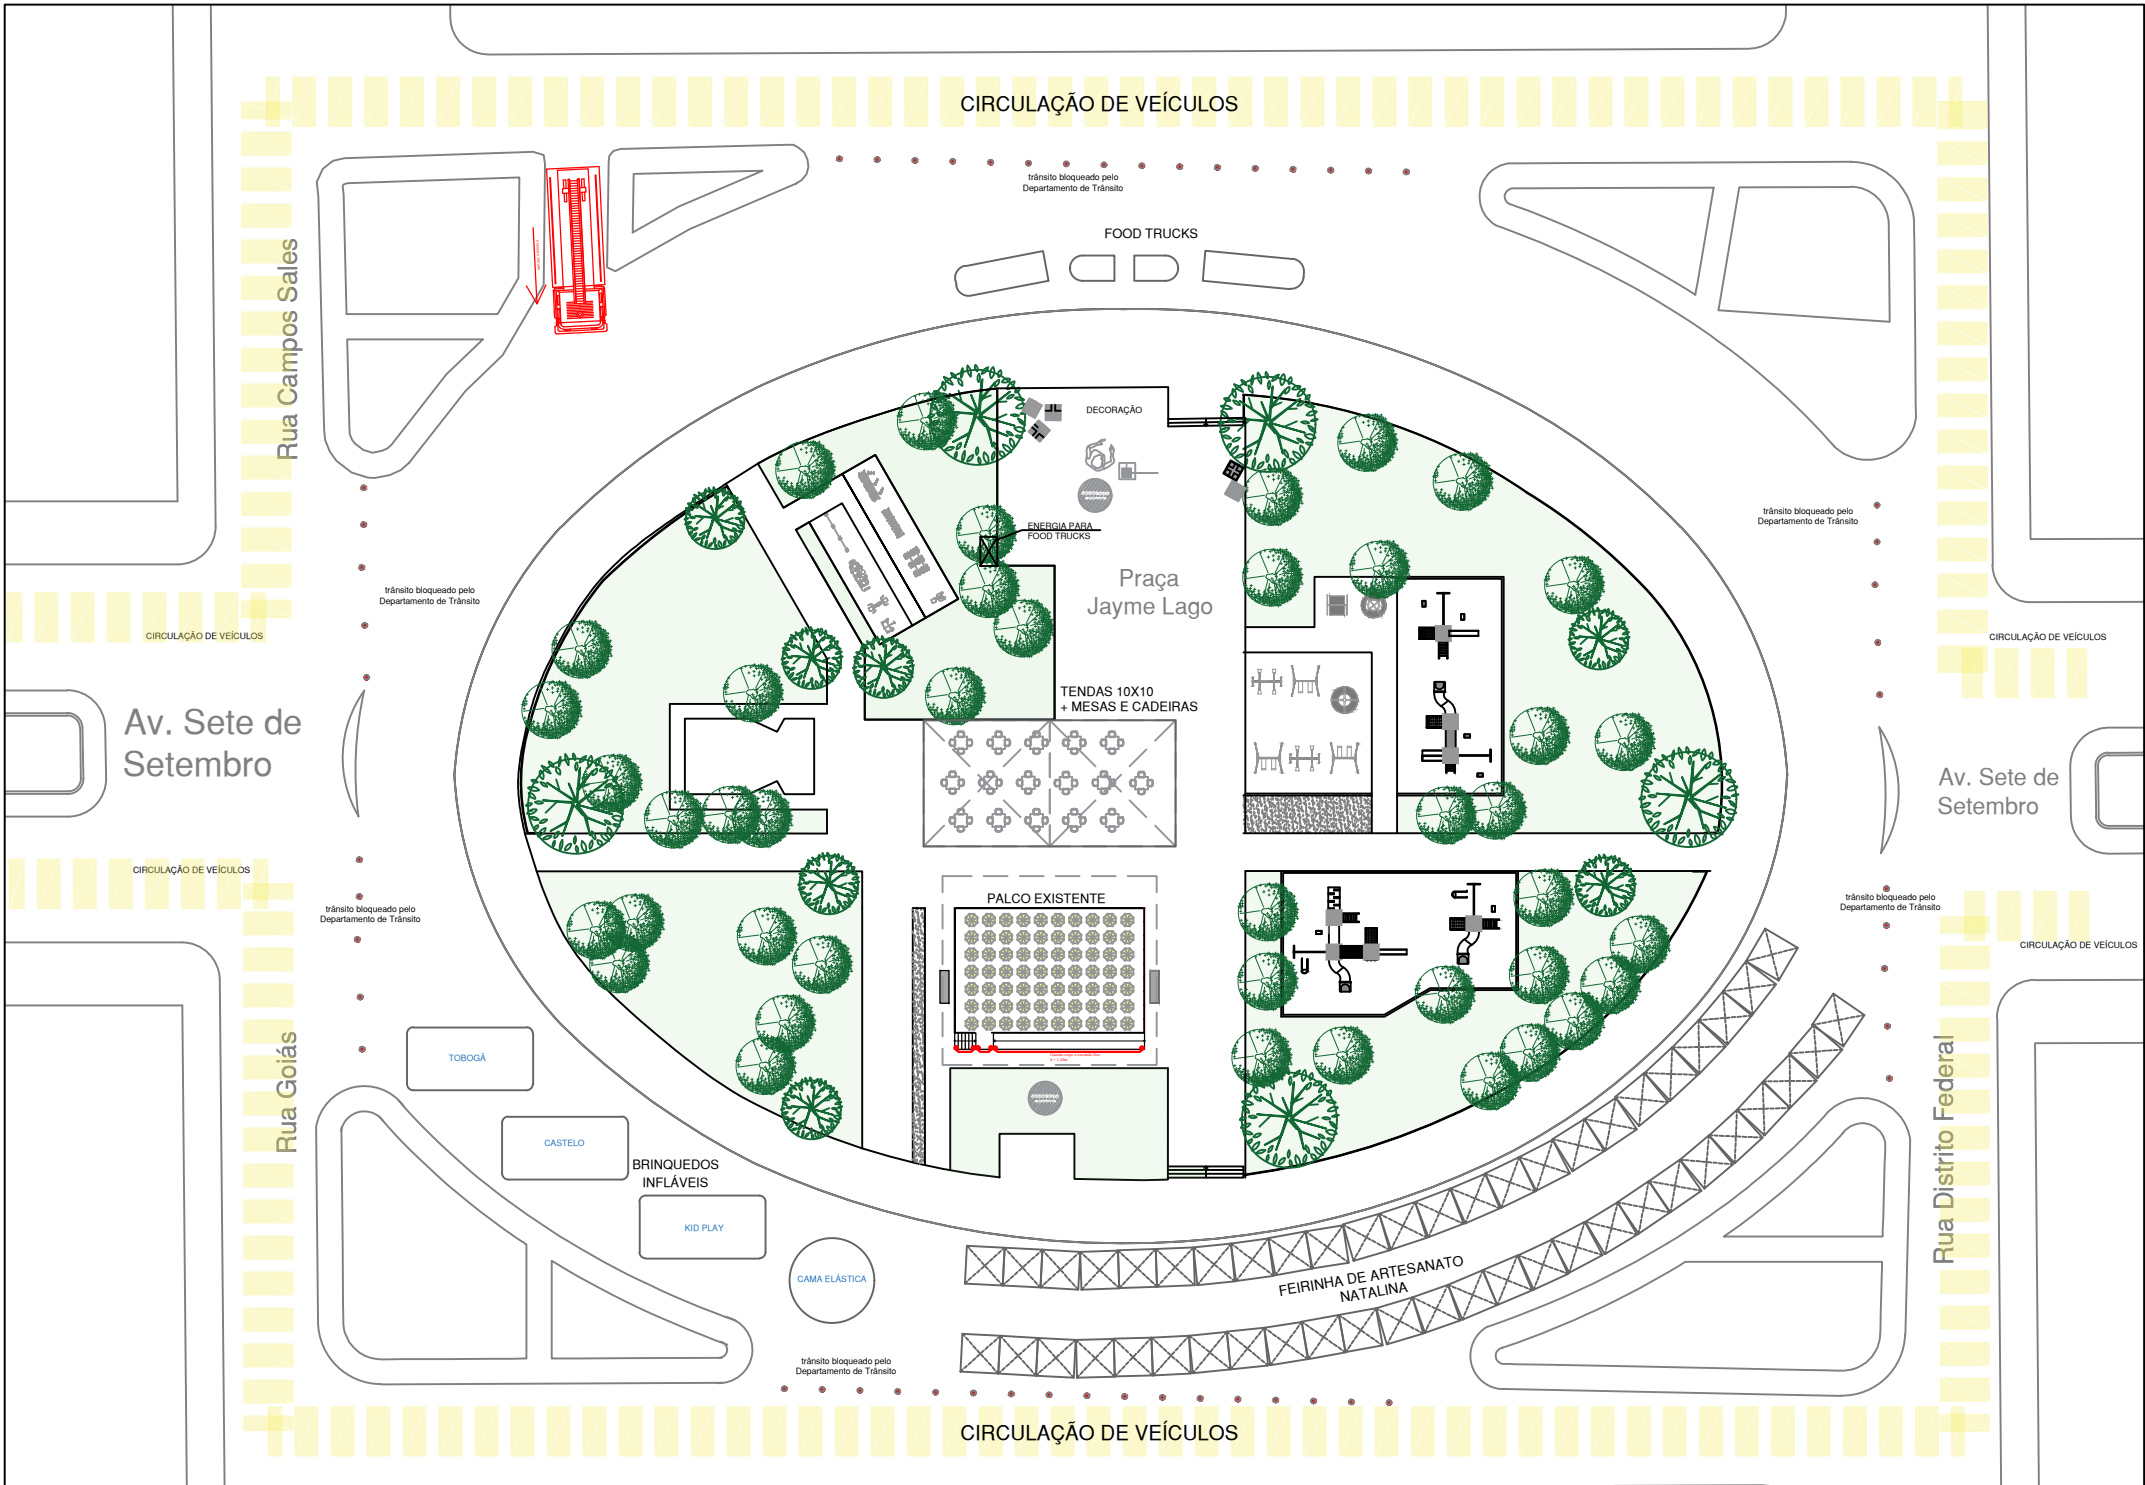 CIRCULAÇÃO DE VEÍCULOS
trânsito bloqueado pelo
Departamento de Trânsito
FOOD TRUCKS
Rua Campos Sales
DECORAÇÃO
ENERGIA PARA
FOOD TRUCKS
trânsito bloqueado pelo
Departamento de Trânsito
Praça
Jayme Lago
trânsito bloqueado pelo
Departamento de Trânsito
CIRCULAÇÃO DE VEÍCULOS
CIRCULAÇÃO DE VEÍCULOS
TENDAS 10X10
+ MESAS E CADEIRAS
Av. Sete de
Setembro
Av. Sete de
Setembro
CIRCULAÇÃO DE VEÍCULOS
trânsito bloqueado pelo
Departamento de Trânsito
PALCO EXISTENTE
trânsito bloqueado pelo
Departamento de Trânsito
CIRCULAÇÃO DE VEÍCULOS
Rua Goiás
TOBOGÃ
CASTELO
BRINQUEDOS
INFLÁVEIS
KID PLAY
CAMA ELÁSTICA
Rua Distrito Federal
FEIRINHA DE ARTESANATO
NATALINA
trânsito bloqueado pelo
Departamento de Trânsito
CIRCULAÇÃO DE VEÍCULOS